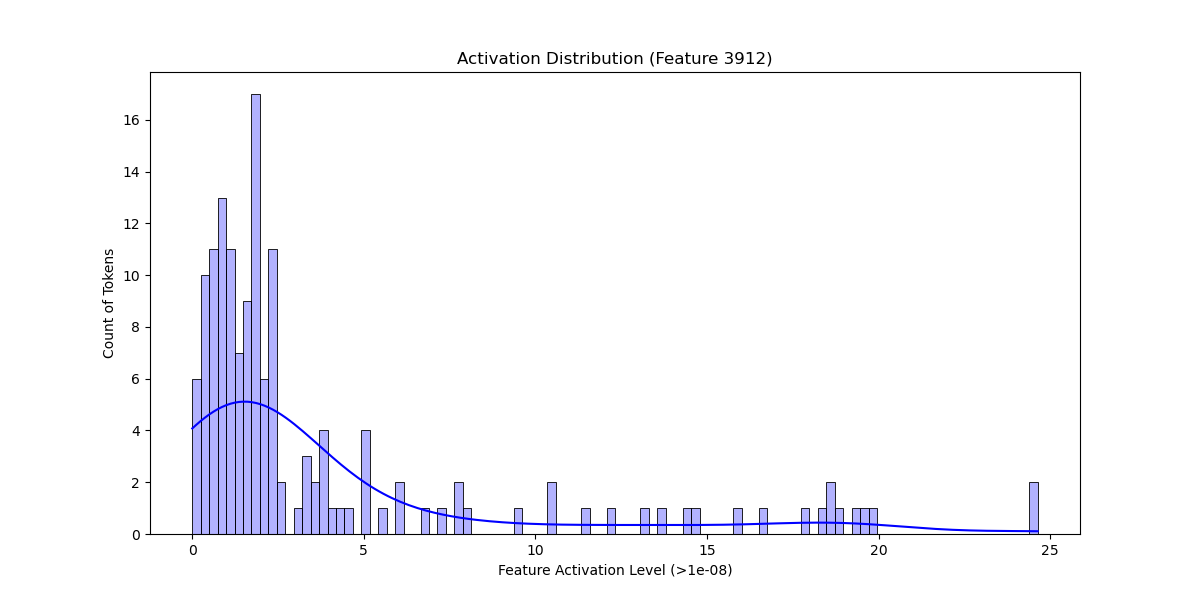 Activation Distribution (Feature 3912)
Count of Tokens
16
14
12
10
8
6
4
2
0
0 5 10 15 20 25
Feature Activation Level (>1e-08)